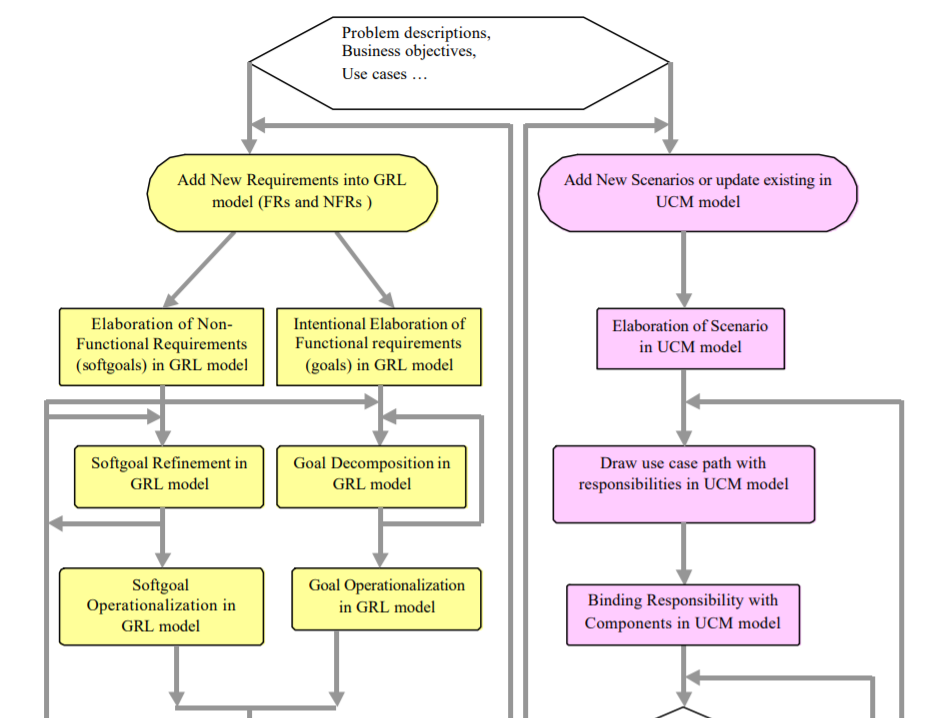 Problem descriptions,
Business objectives,
Use cases …
Add New Requirements into GRL
model (FRs and NFRs )
Add New Scenarios or update existing in
UCM model
Elaboration of Non-
Functional Requirements
(softgoals) in GRL model
Intentional Elaboration of
Functional requirements
(goals) in GRL model
Elaboration of Scenario
in UCM model
Softgoal Refinement in
GRL model
Goal Decomposition in
GRL model
Draw use case path with
responsibilities in UCM model
Softgoal
Operationalization in
GRL model
Goal Operationalization
in GRL model
Binding Responsibility with
Components in UCM model